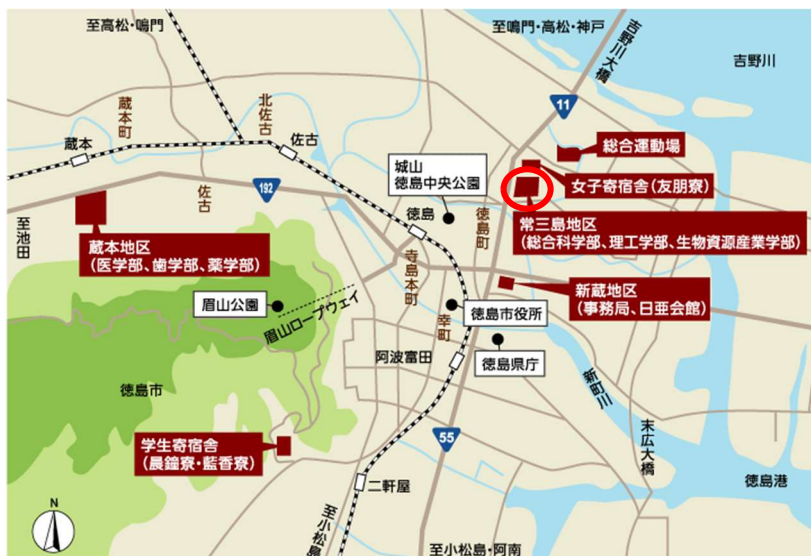 至高松・鳴門
至鳴門・高松・神戸
吉野川大橋
吉野川
11
蔵本町
北佐古
蔵本
佐古
総合運動場
城山
徳島中央公園
女子寄宿舎(友朋寮)
192
佐古
徳島
徳島町
常三島地区
(総合科学部、理工学部、生物資源産業学部)
至池田
蔵本地区
(医学部、歯学部、薬学部)
寺島本町
新蔵地区
(事務局、日亜会館)
眉山公園
眉山ロープウェイ
徳島市役所
幸町
阿波富田
徳島県庁
新町川
徳島市
末広大橋
学生寄宿舎
(晨鐘寮・藍香寮)
55
徳島港
二軒屋
N
至小松島
至小松島・阿南